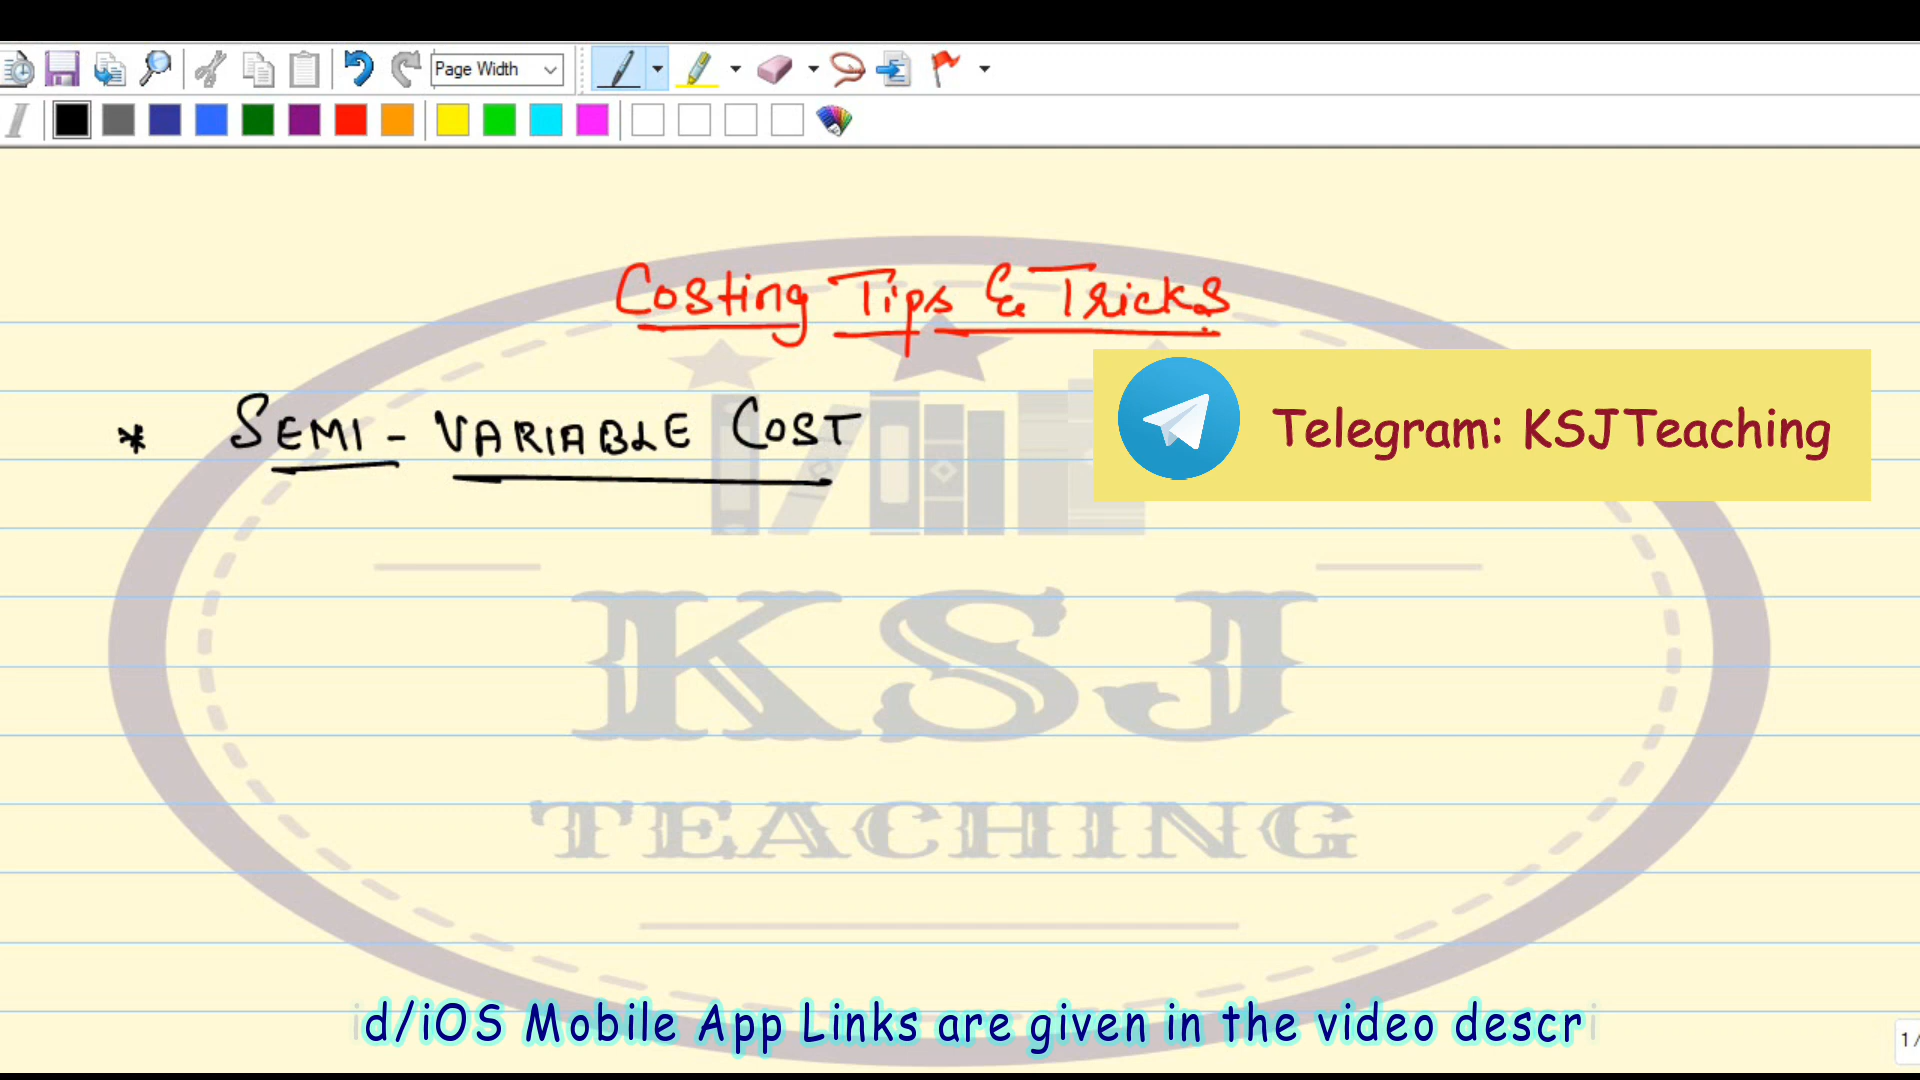 Page Width
Costing Tips & Tricks
* SEMI-VARIABLE COST
Telegram: KSJTeaching
KSJ
TEACHING
d/iOS Mobile App Links are given in the video descr
1/